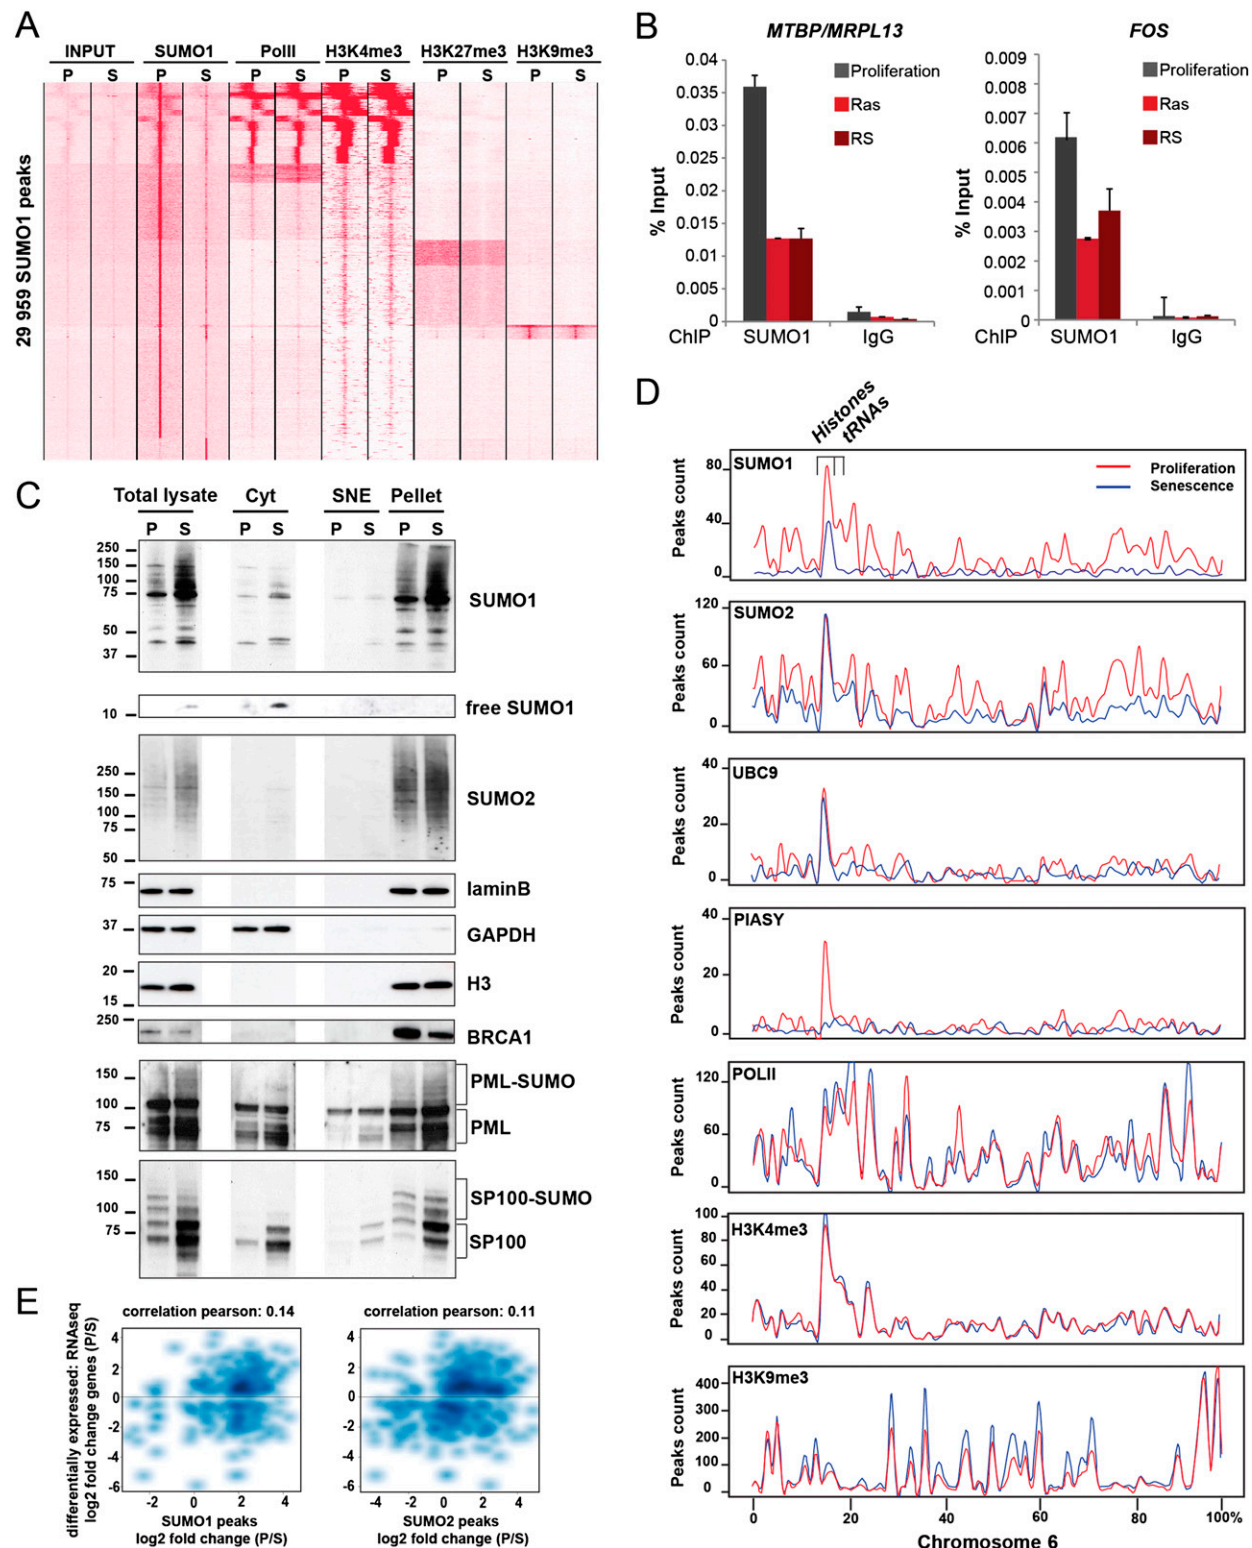 A
INPUT SUMO1 PolII H3K4me3 H3K27me3 H3K9me3
P S P S P S P S P S P S
29 959 SUMO1 peaks
B
MTBP/MRPL13
0.04
0.035
0.03
0.025
0.02
0.015
0.01
0.005
0
% Input
Proliferation
Ras
RS
ChIP SUMO1 IgG
FOS
0.009
0.008
0.007
0.006
0.005
0.004
0.003
0.002
0.001
0
% Input
Proliferation
Ras
RS
ChIP SUMO1 IgG
C
Total lysate Cyt SNE Pellet
P S P S P S P S
250
150
100
75
50
37
SUMO1
10
free SUMO1
250
150
100
75
50
SUMO2
75
laminB
37
GAPDH
20
15
H3
250
BRCA1
150
100
75
PML-SUMO
PML
150
100
75
SP100-SUMO
SP100
D
Histones
tRNAs
SUMO1
Proliferation
Senescence
Peaks count
80
40
0
SUMO2
Peaks count
120
60
0
UBC9
Peaks count
40
20
0
PIASY
Peaks count
40
20
0
POLII
Peaks count
120
60
0
H3K4me3
Peaks count
100
80
60
40
20
0
H3K9me3
Peaks count
400
300
200
100
0
0 20 40 60 80 100%
Chromosome 6
E
differentially expressed: RNAseq
log2 fold change genes (P/S)
correlation pearson: 0.14
4
2
0
-2
-4
-6
-2 0 2 4
SUMO1 peaks
log2 fold change (P/S)
correlation pearson: 0.11
4
2
0
-2
-4
-6
-4 -2 0 2 4 6
SUMO2 peaks
log2 fold change (P/S)